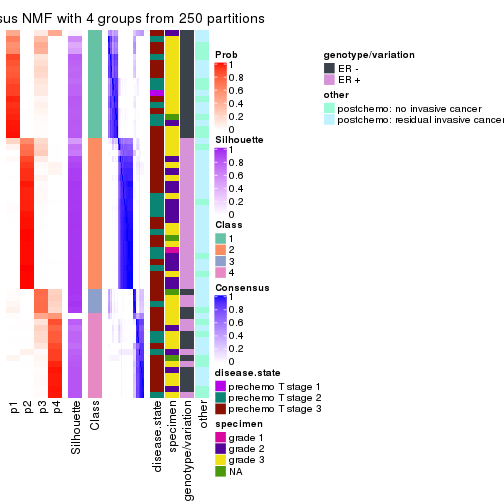 sus NMF with 4 groups from 250 partitions
Prob
1
0.8
0.6
0.4
0.2
0
Silhouette
1
0.8
0.6
0.4
0.2
0
Class
1
2
3
4
Consensus
1
0.8
0.6
0.4
0.2
0
disease.state
prechemo T stage 1
prechemo T stage 2
prechemo T stage 3
specimen
grade 1
grade 2
grade 3
NA
genotype/variation
ER -
ER +
other
postchemo: no invasive cancer
postchemo: residual invasive cancer
p1
p2
p3
p4
Silhouette
Class
disease.state
specimen
genotype/variation
other